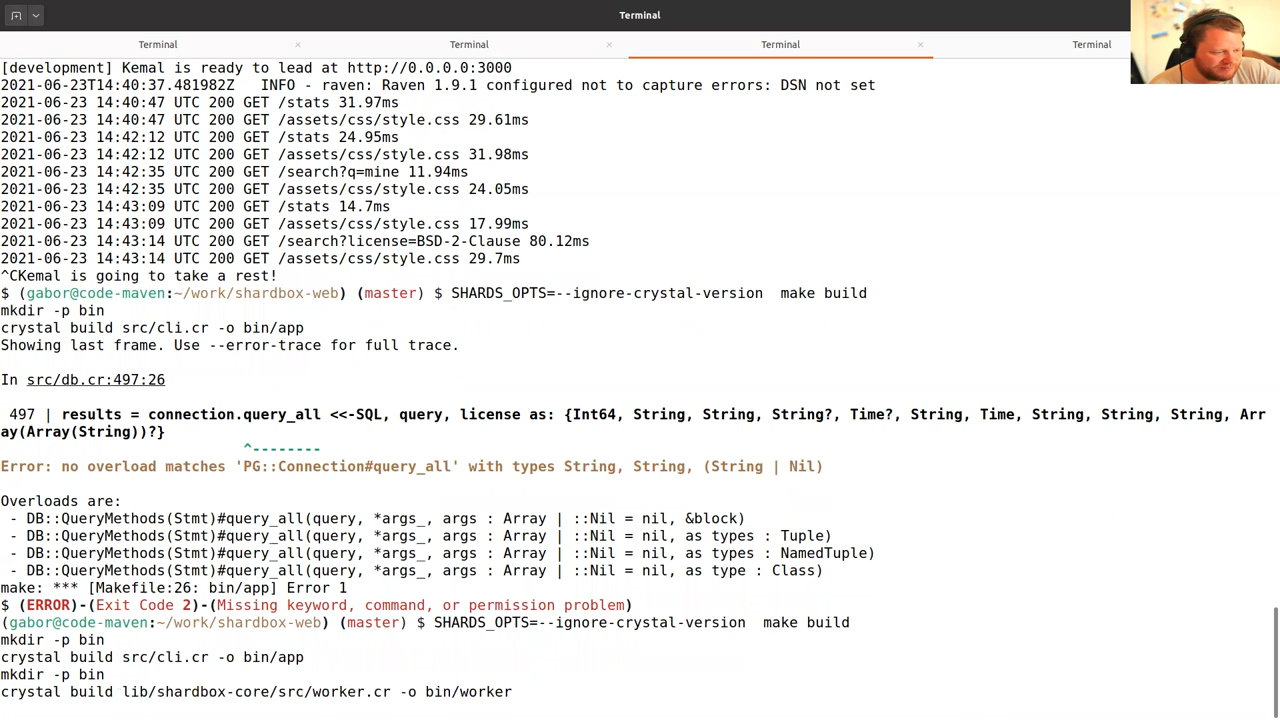 Terminal
Terminal
Terminal
Terminal
Terminal
[development] Kemal is ready to lead at http://0.0.0.0:3000
2021-06-23T14:40:37.481982Z   INFO - raven: Raven 1.9.1 configured not to capture errors: DSN not set
2021-06-23 14:40:47 UTC 200 GET /stats 31.97ms
2021-06-23 14:40:47 UTC 200 GET /assets/css/style.css 29.61ms
2021-06-23 14:42:12 UTC 200 GET /stats 24.95ms
2021-06-23 14:42:12 UTC 200 GET /assets/css/style.css 31.98ms
2021-06-23 14:42:35 UTC 200 GET /search?q=mine 11.94ms
2021-06-23 14:42:35 UTC 200 GET /assets/css/style.css 24.05ms
2021-06-23 14:43:09 UTC 200 GET /stats 14.7ms
2021-06-23 14:43:09 UTC 200 GET /assets/css/style.css 17.99ms
2021-06-23 14:43:14 UTC 200 GET /search?license=BSD-2-Clause 80.12ms
2021-06-23 14:43:14 UTC 200 GET /assets/css/style.css 29.7ms
^CKemal is going to take a rest!
$ (gabor@code-maven:~/work/shardbox-web) (master) $ SHARDS_OPTS=--ignore-crystal-version  make build
mkdir -p bin
crystal build src/cli.cr -o bin/app
Showing last frame. Use --error-trace for full trace.
In src/db.cr:497:26
497 | results = connection.query_all <<-SQL, query, license as: {Int64, String, String, String?, Time?, String, Time, String, String, String, Arr
ay(Array(String))?}
^--------
Error: no overload matches 'PG::Connection#query_all' with types String, String, (String | Nil)
Overloads are:
- DB::QueryMethods(Stmt)#query_all(query, *args_, args : Array | ::Nil = nil, &block)
- DB::QueryMethods(Stmt)#query_all(query, *args_, args : Array | ::Nil = nil, as types : Tuple)
- DB::QueryMethods(Stmt)#query_all(query, *args_, args : Array | ::Nil = nil, as types : NamedTuple)
- DB::QueryMethods(Stmt)#query_all(query, *args_, args : Array | ::Nil = nil, as type : Class)
make: *** [Makefile:26: bin/app] Error 1
$ (ERROR)-(Exit Code 2)-(Missing keyword, command, or permission problem)
(gabor@code-maven:~/work/shardbox-web) (master) $ SHARDS_OPTS=--ignore-crystal-version  make build
mkdir -p bin
crystal build src/cli.cr -o bin/app
mkdir -p bin
crystal build lib/shardbox-core/src/worker.cr -o bin/worker